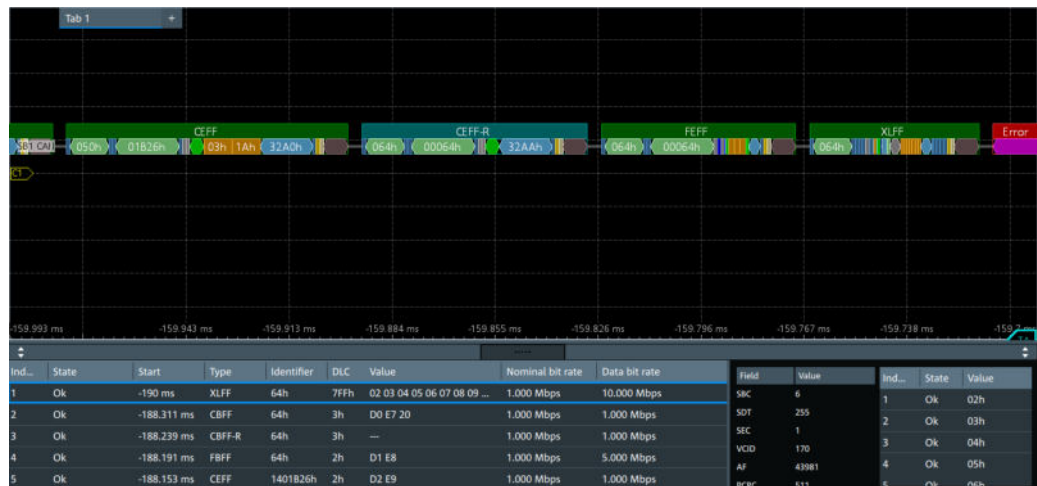 Tab 1 +
CEFF CEFF-R FEFF XLFF Error
050h 01B26h 03h 1Ah 32A0h 064h 00064h 32AAh 064h 00064h 064h
C1
-159.993 ms -159.943 ms -159.913 ms -159.884 ms -159.855 ms -159.826 ms -159.796 ms -159.767 ms -159.738 ms
Ind... State Start Type Identifier DLC Value Nominal bit rate Data bit rate Field Value Ind... State Value
1 Ok -190 ms XLFF 64h 7FFh 02 03 04 05 06 07 08 09 ... 1.000 Mbps 10.000 Mbps SBC 6 1 Ok 02h
2 Ok -188.311 ms CBFF 64h 3h D0 E7 20 1.000 Mbps 1.000 Mbps SDT 255 2 Ok 03h
3 Ok -188.239 ms CBFF-R 64h 3h — 1.000 Mbps 1.000 Mbps SEC 1 3 Ok 04h
4 Ok -188.191 ms FBFF 64h 2h D1 E8 1.000 Mbps 5.000 Mbps VCID 170 4 Ok 05h
5 Ok -188.153 ms CEFF 1401B26h 2h D2 E9 1.000 Mbps 1.000 Mbps AF 43981 5 Ok 06h
PCRC 511